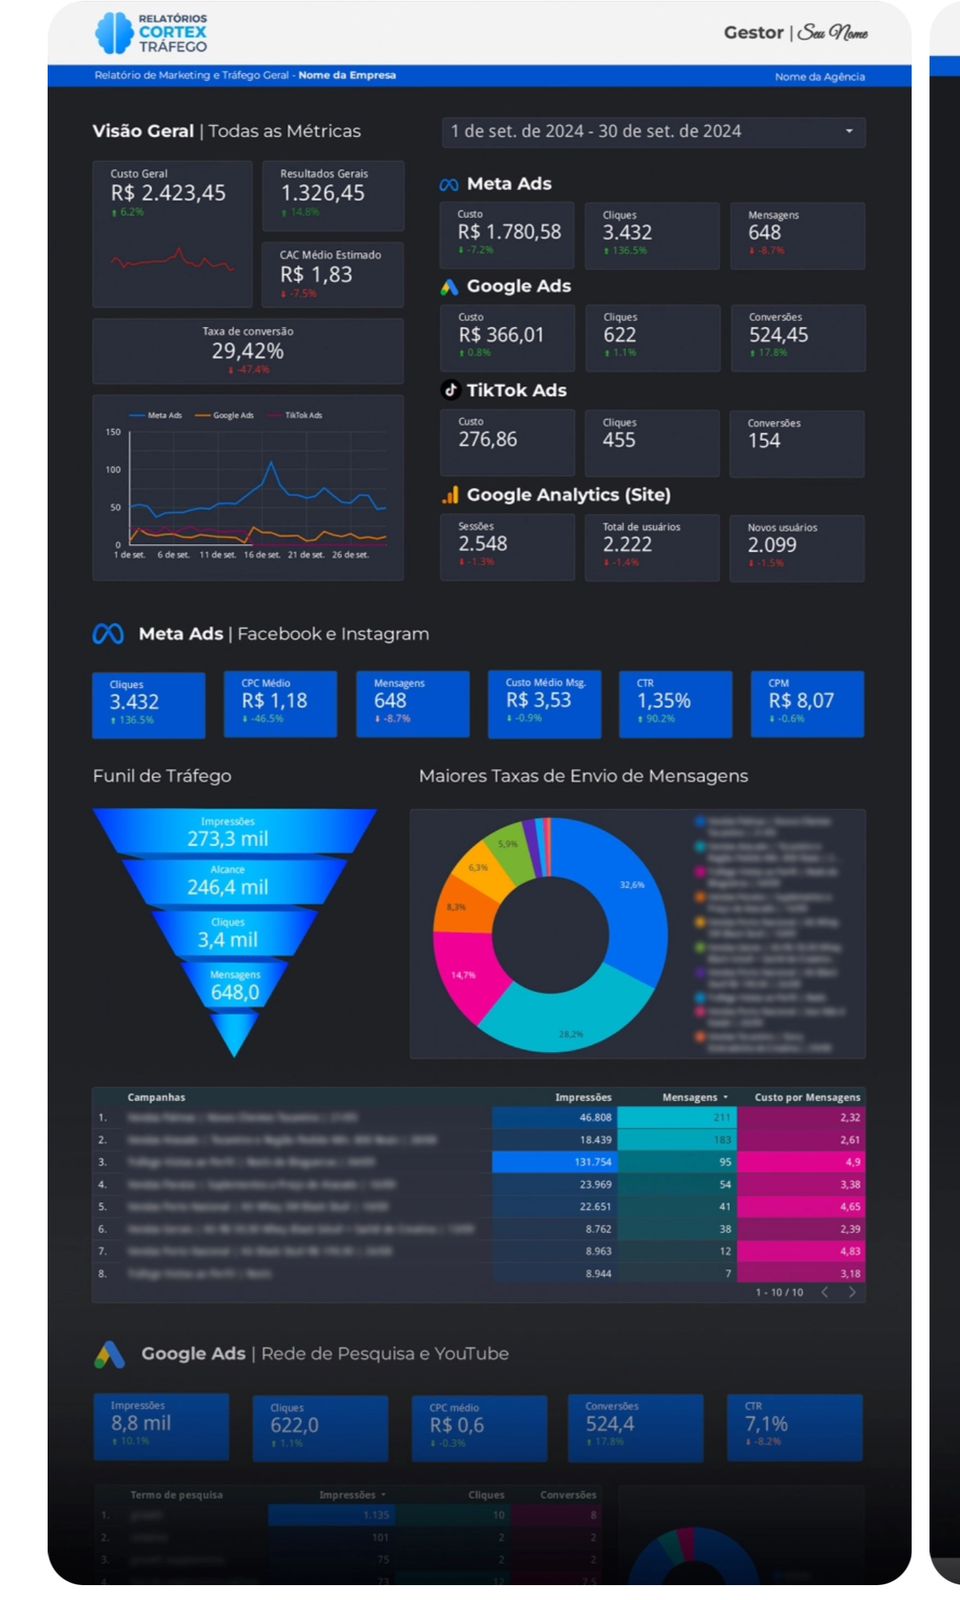 RELATÓRIOS
CORTEX
TRÁFEGO
Gestor | Seu Nome
Relatório de Marketing e Tráfego Geral - Nome da Empresa
Nome da Agência
Visão Geral | Todas as Métricas
1 de set. de 2024 - 30 de set. de 2024
Custo Geral
R$ 2.423,45
6.2%
Resultados Gerais
1.326,45
14.8%
CAC Médio Estimado
R$ 1,83
-7.5%
Taxa de conversão
29,42%
-47.4%
Meta Ads
Google Ads
TikTok Ads
150
100
50
0
1 de set.
6 de set.
11 de set.
16 de set.
21 de set.
26 de set.
Meta Ads
Custo
R$ 1.780,58
-7.2%
Cliques
3.432
136.5%
Mensagens
648
-8.7%
Google Ads
Custo
R$ 366,01
0.8%
Cliques
622
1.1%
Conversões
524,45
17.8%
TikTok Ads
Custo
276,86
Cliques
455
Conversões
154
Google Analytics (Site)
Sessões
2.548
-1.3%
Total de usuários
2.222
-1.4%
Novos usuários
2.099
-1.5%
Meta Ads | Facebook e Instagram
Cliques
3.432
136.5%
CPC Médio
R$ 1,18
-46.5%
Mensagens
648
-8.7%
Custo Médio Msg.
R$ 3,53
-0.9%
CTR
1,35%
90.2%
CPM
R$ 8,07
-0.6%
Funil de Tráfego
Impressões
273,3 mil
Alcance
246,4 mil
Cliques
3,4 mil
Mensagens
648,0
Maiores Taxas de Envio de Mensagens
32,6%
28,2%
14,7%
8,3%
6,3%
5,9%
Campanhas Impressões Mensagens Custo por Mensagens
1. 46.808 211 2,32
2. 18.439 183 2,61
3. 131.754 95 4,9
4. 23.969 54 3,38
5. 22.651 41 4,65
6. 8.762 38 2,39
7. 8.963 12 4,83
8. 8.944 7 3,18
1 - 10 / 10
Google Ads | Rede de Pesquisa e YouTube
Impressões
8,8 mil
10.1%
Cliques
622,0
1.1%
CPC médio
R$ 0,6
-0.3%
Conversões
524,4
17.8%
CTR
7,1%
-8.2%
Termo de pesquisa Impressões Cliques Conversões
1. 1.135 10 8
2. 101 2 2
3. 75 2 2
4. 73 12 7,5